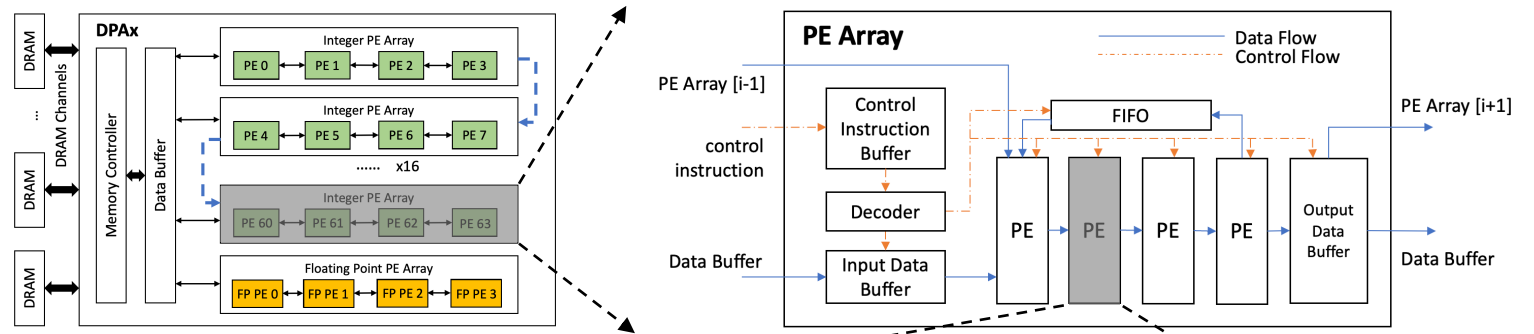 DPAx
DRAM
...
DRAM
DRAM
DRAM Channels
Memory Controller
Data Buffer
Integer PE Array
PE 0
PE 1
PE 2
PE 3
Integer PE Array
PE 4
PE 5
PE 6
PE 7
...... x16
Integer PE Array
PE 60
PE 61
PE 62
PE 63
Floating Point PE Array
FP PE 0
FP PE 1
FP PE 2
FP PE 3
PE Array
Data Flow
Control Flow
PE Array [i-1]
control
instruction
Data Buffer
Control
Instruction
Buffer
Decoder
Input Data
Buffer
FIFO
PE
PE
PE
PE
Output
Data
Buffer
PE Array [i+1]
Data Buffer